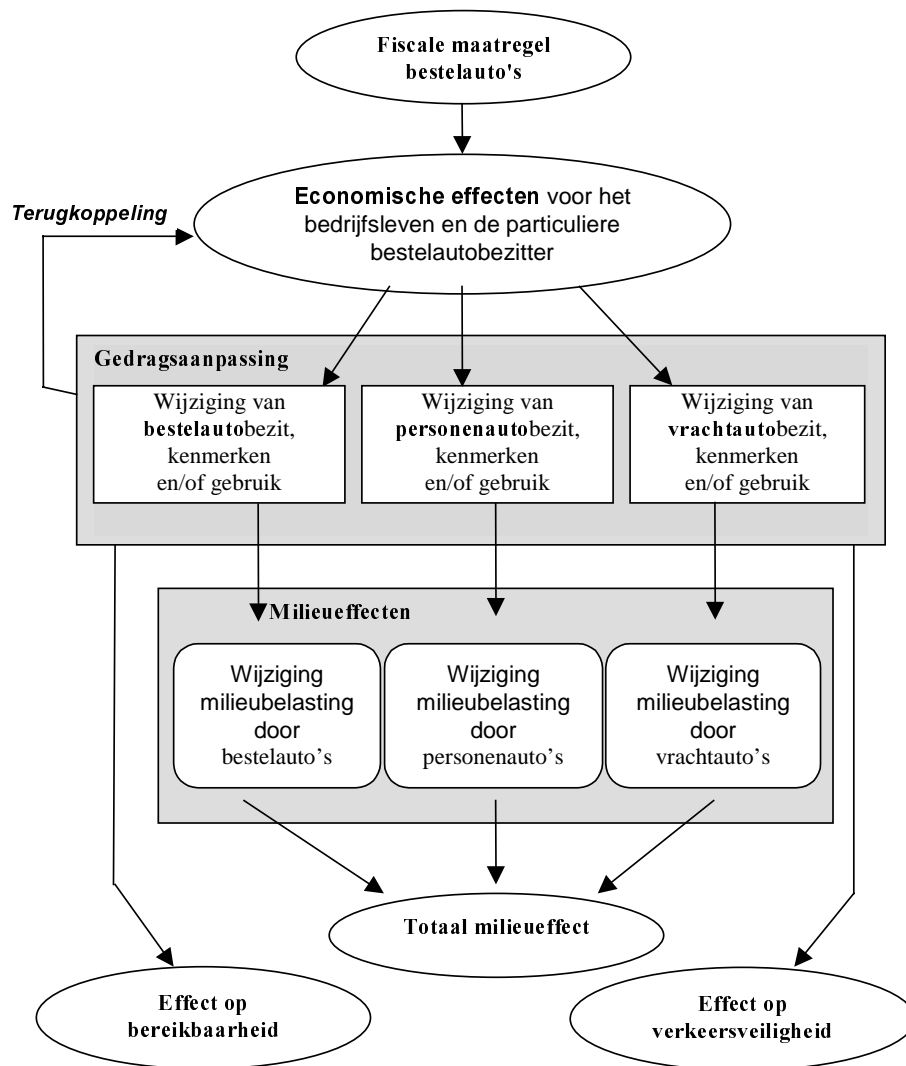 Fiscale maatregel
bestelauto's
Economische effecten voor het
bedrijfsleven en de particuliere
bestelautobezitter
Terugkoppeling
Gedragsaanpassing
Wijziging van
bestelautobezit,
kenmerken
en/of gebruik
Wijziging van
personenautobezit,
kenmerken
en/of gebruik
Wijziging van
vrachtautobezit,
kenmerken
en/of gebruik
Milieueffecten
Wijziging
milieubelasting
door
bestelauto’s
Wijziging
milieubelasting
door
personenauto’s
Wijziging
milieubelasting
door
vrachtauto’s
Totaal milieueffect
Effect op
bereikbaarheid
Effect op
verkeersveiligheid